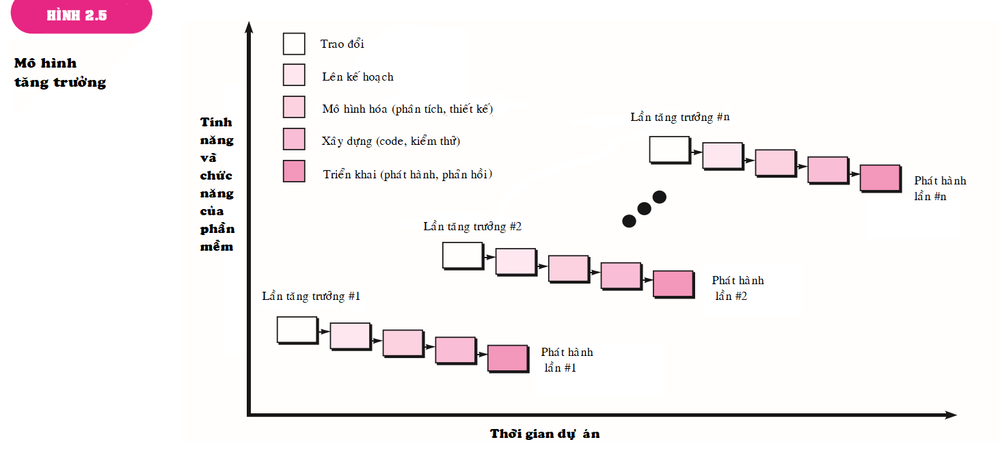 HÌNH 2.5
Mô hình
tăng trưởng
Trao đổi
Lên kế hoạch
Mô hình hóa (phân tích, thiết kế)
Xây dựng (code, kiểm thử)
Triển khai (phát hành, phản hồi)
Tính
năng
và
chức
năng
của
phần
mềm
Lần tăng trưởng #n
Phát hành
lần #n
Lần tăng trưởng #2
Phát hành
lần #2
Lần tăng trưởng #1
Phát hành
lần #1
Thời gian dự án